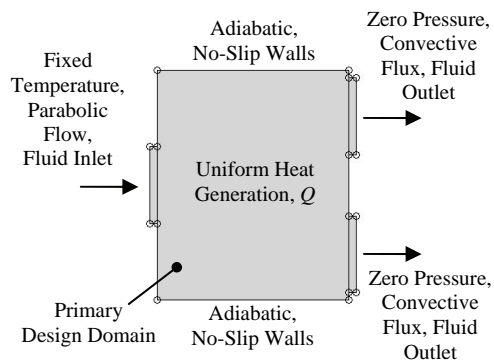 Adiabatic,
No-Slip Walls
Zero Pressure,
Convective
Flux, Fluid
Outlet
Fixed
Temperature,
Parabolic
Flow,
Fluid Inlet
Uniform Heat
Generation, Q
Primary
Design Domain
Adiabatic,
No-Slip Walls
Zero Pressure,
Convective
Flux, Fluid
Outlet